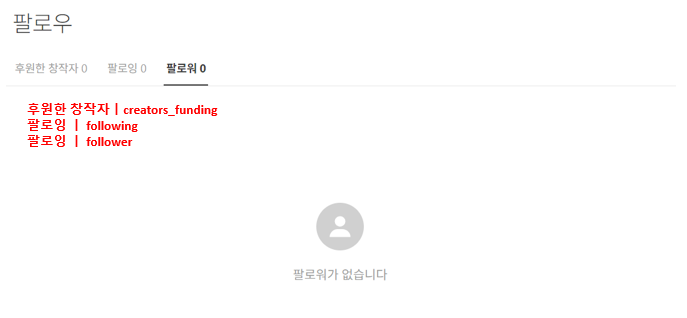 팔로우
후원한 창작자 0 팔로잉 0 팔로워 0
후원한 창작자 | creators_funding
팔로잉 | following
팔로잉 | follower
팔로워가 없습니다